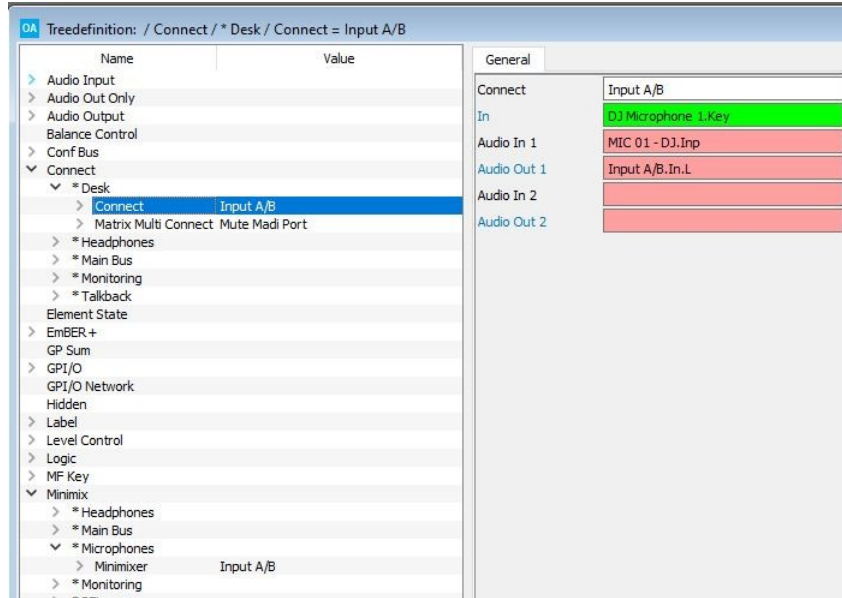 OA Treedefinition: / Connect / * Desk / Connect = Input A/B
Name Value
Audio Input
Audio Out Only
Audio Output
Balance Control
Conf Bus
Connect
* Desk
Connect Input A/B
Matrix Multi Connect Mute Madi Port
* Headphones
* Main Bus
* Monitoring
* Talkback
Element State
EmBER+
GP Sum
GPI/O
GPI/O Network
Hidden
Label
Level Control
Logic
MF Key
Minimix
* Headphones
* Main Bus
* Microphones
Minimixer Input A/B
* Monitoring
General
Connect Input A/B
In DJ Microphone 1.Key
Audio In 1 MIC 01 - DJ.Inp
Audio Out 1 Input A/B.In.L
Audio In 2
Audio Out 2